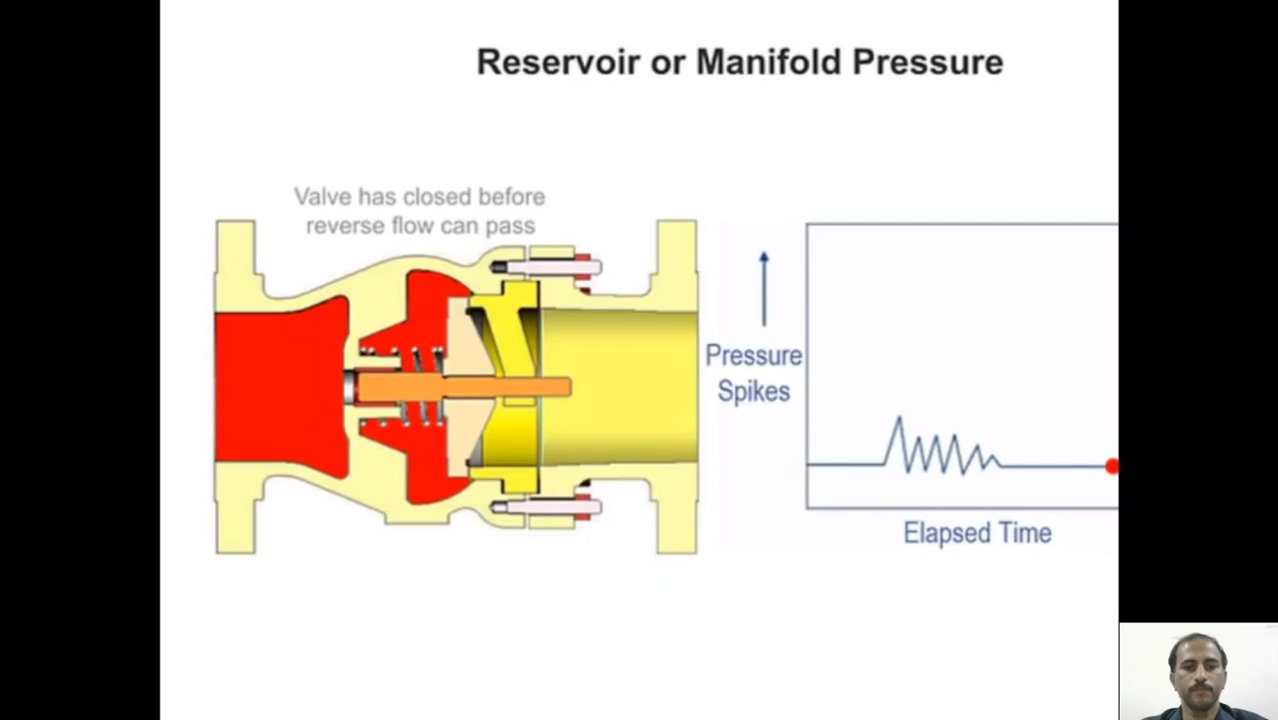 Reservoir or Manifold Pressure
Valve has closed before
reverse flow can pass
Pressure
Spikes
Elapsed Time